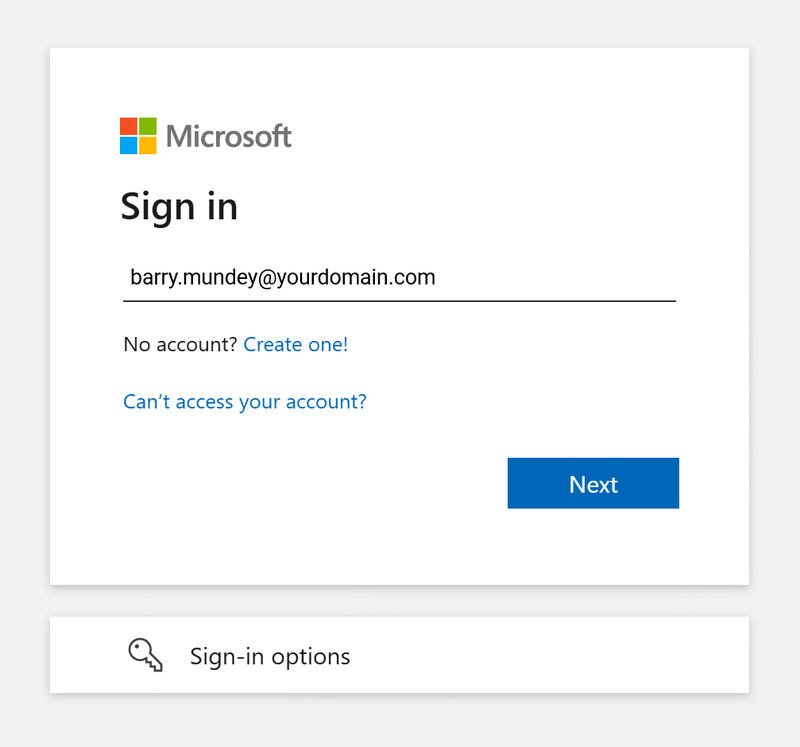 Microsoft
Sign in
barry.mundey@yourdomain.com
No account? Create one!
Can't access your account?
Next
Sign-in options